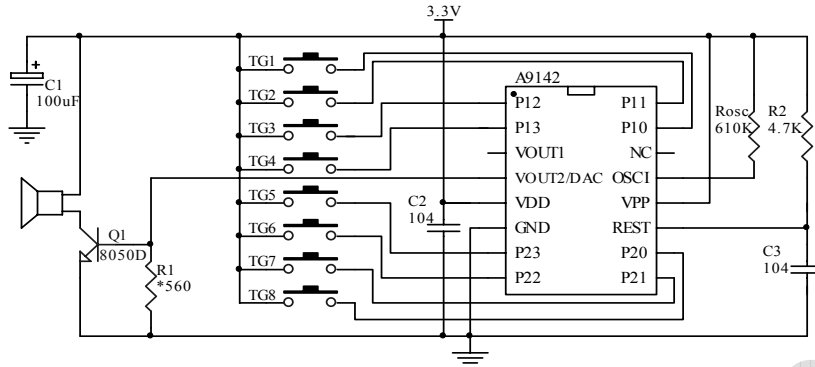 3.3V
+
C1
100uF
TG1
TG2
TG3
TG4
TG5
TG6
TG7
TG8
A9142
P12
P13
VOUT1
VOUT2/DAC
VDD
GND
P23
P22
P11
P10
NC
OSCI
VPP
REST
P20
P21
Rosc
610K
R2
4.7K
C2
104
C3
104
Q1
8050D
R1
*560